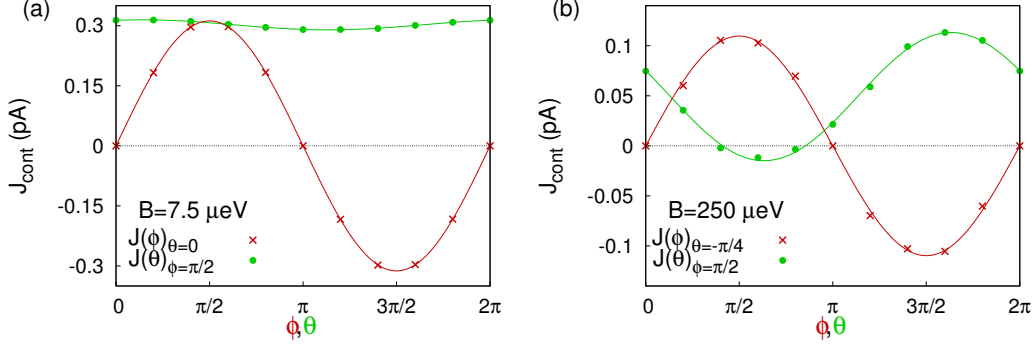 (a)
J_cont (pA)
0.3
0.15
0
-0.15
-0.3
B=7.5 μeV
J(ϕ)_θ=0
J(θ)_ϕ=π/2
0 π/2 π 3π/2 2π
ϕ,θ
(b)
J_cont (pA)
0.1
0.05
0
-0.05
-0.1
B=250 μeV
J(ϕ)_θ=-π/4
J(θ)_ϕ=π/2
0 π/2 π 3π/2 2π
ϕ,θ